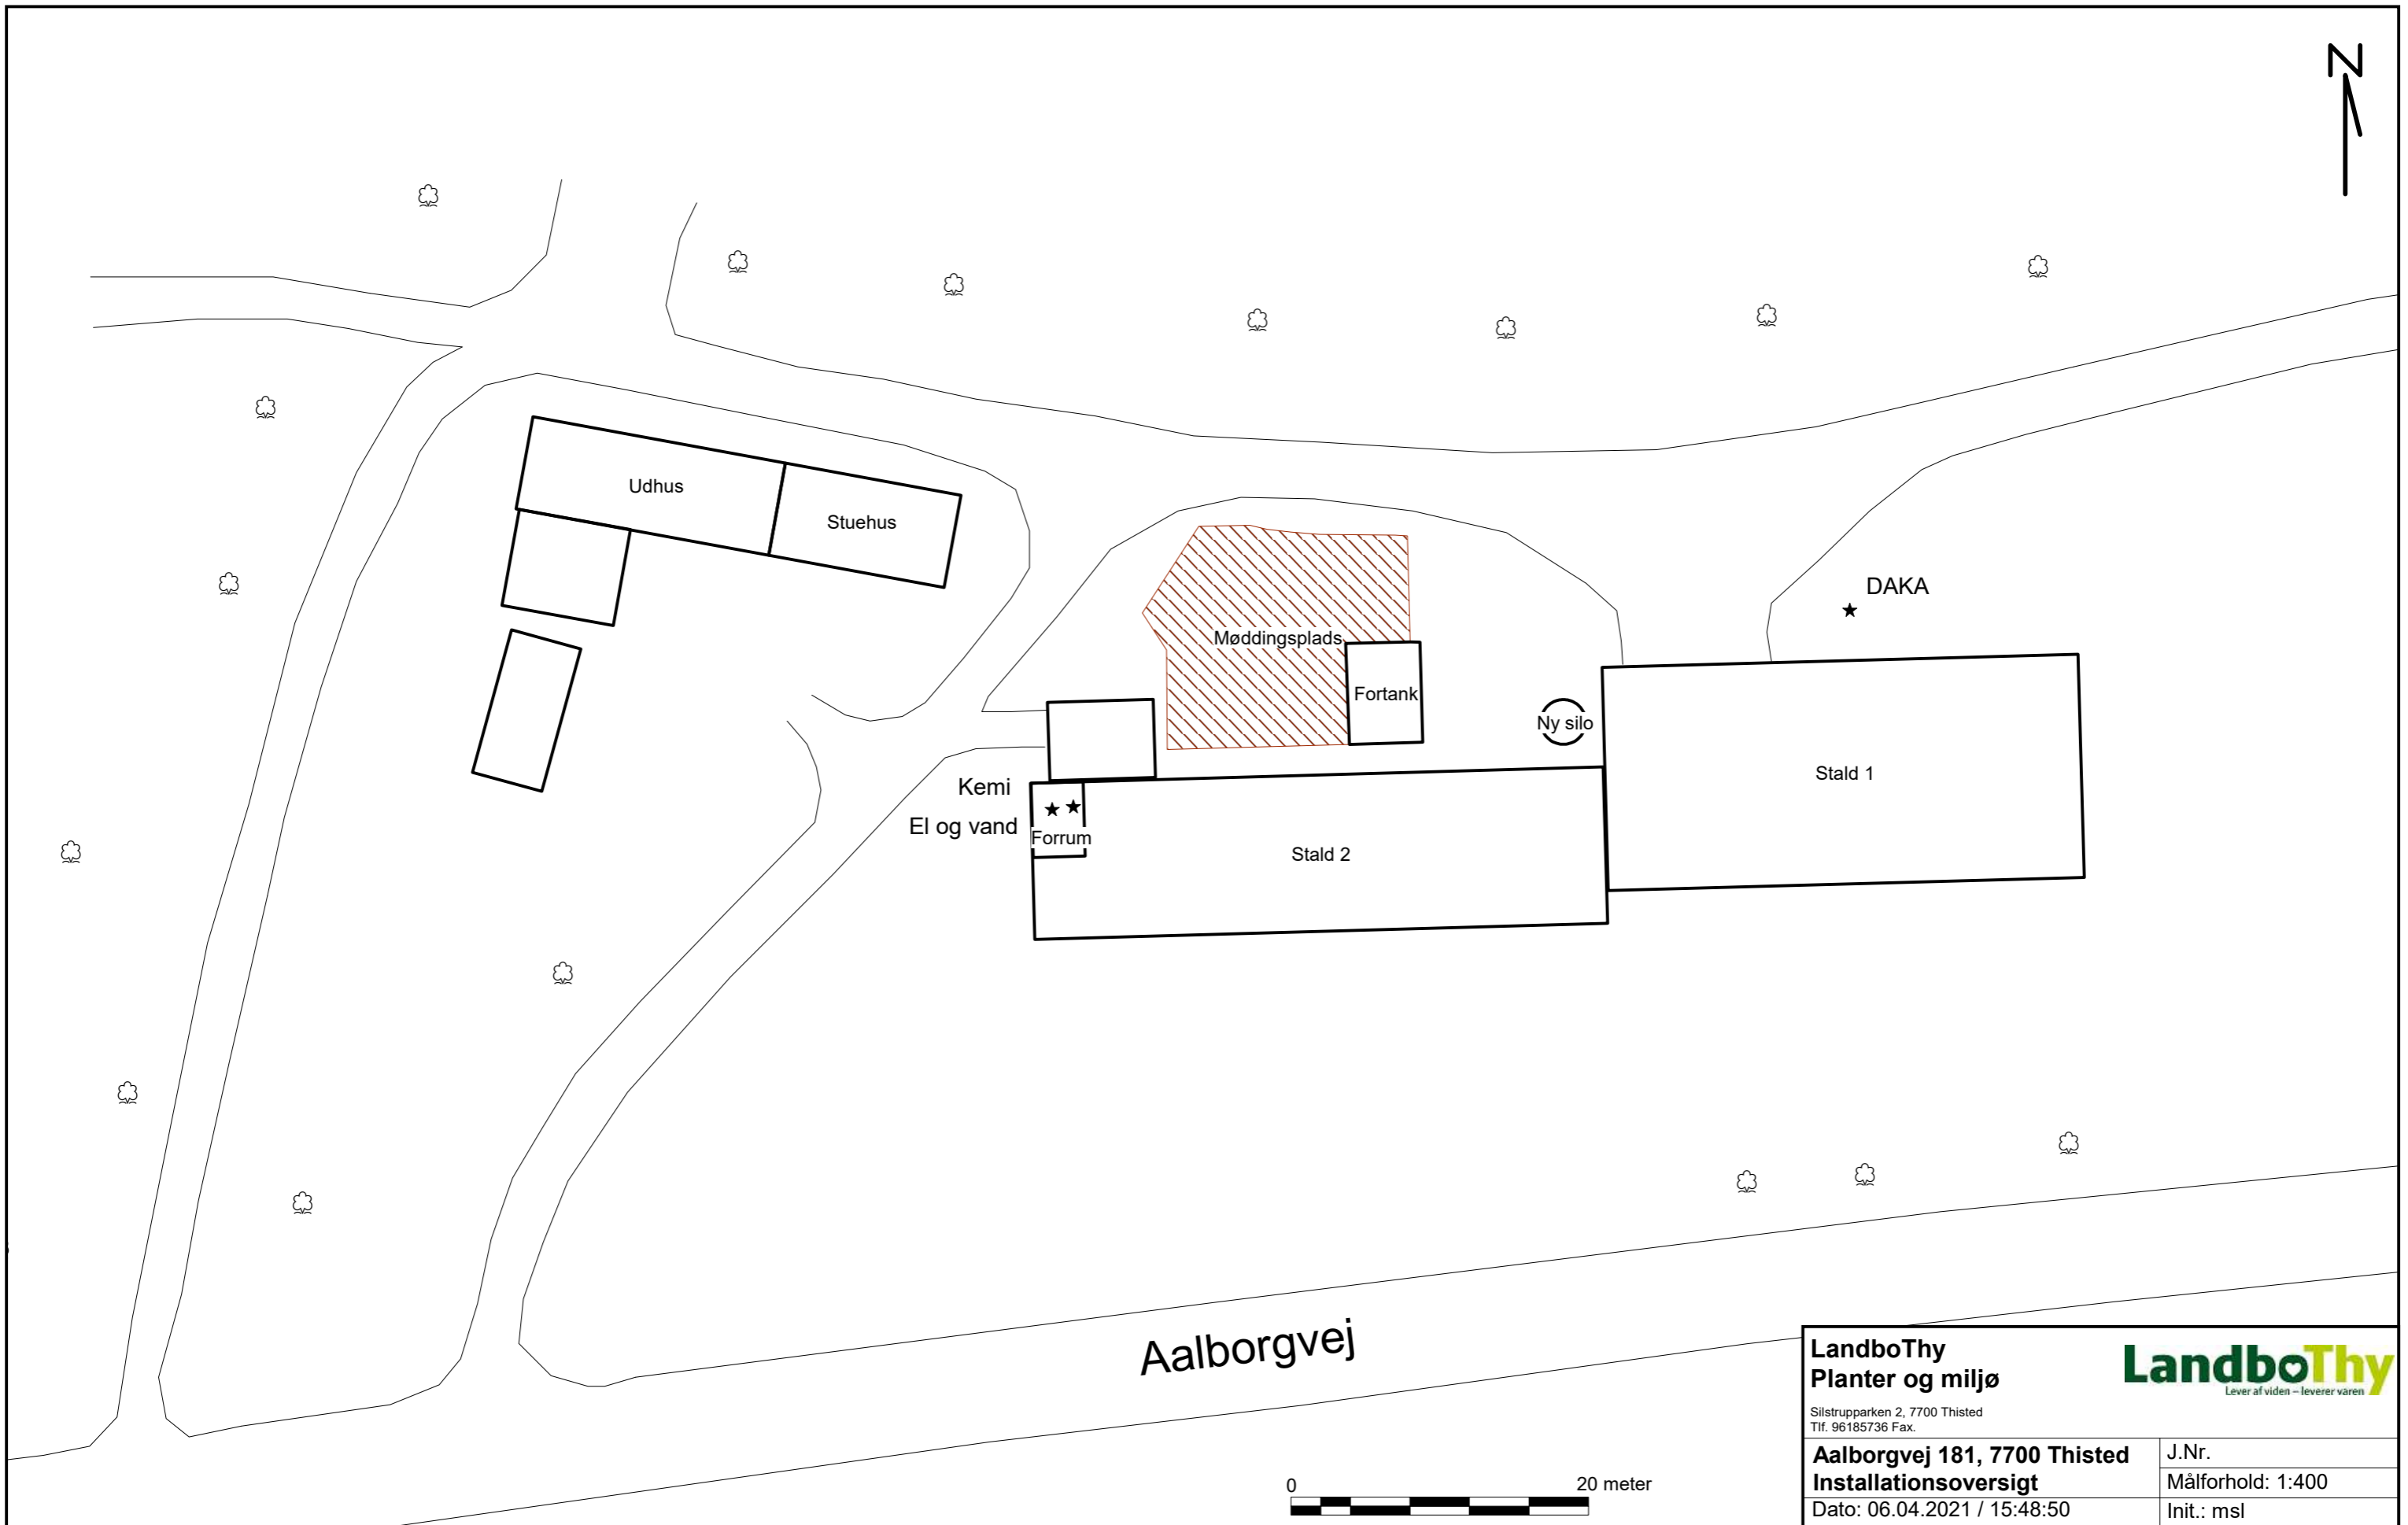 N
Udhus
Stuehus
DAKA
Møddingsplads
Fortank
Ny silo
Stald 1
Kemi
El og vand
Forrum
Stald 2
Aalborgvej
0 20 meter
LandboThy
Planter og miljø
Silstrupparken 2, 7700 Thisted
Tlf. 96185736 Fax.
LandboThy
Lever af viden – leverer varen
Aalborgvej 181, 7700 Thisted
Installationsoversigt
Dato: 06.04.2021 / 15:48:50
J.Nr.
Målforhold: 1:400
Init.: msl